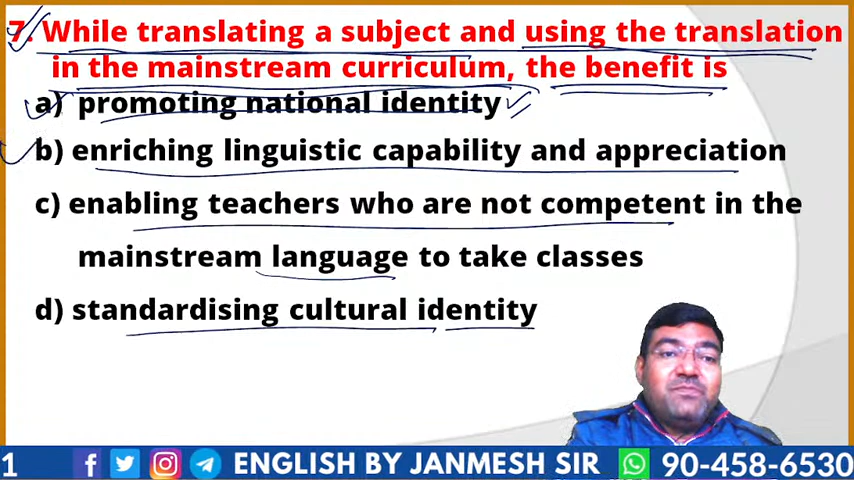 7. While translating a subject and using the translation
in the mainstream curriculum, the benefit is
a) promoting national identity
b) enriching linguistic capability and appreciation
c) enabling teachers who are not competent in the
mainstream language to take classes
d) standardising cultural identity
1 ENGLISH BY JANMESH SIR 90-458-6530